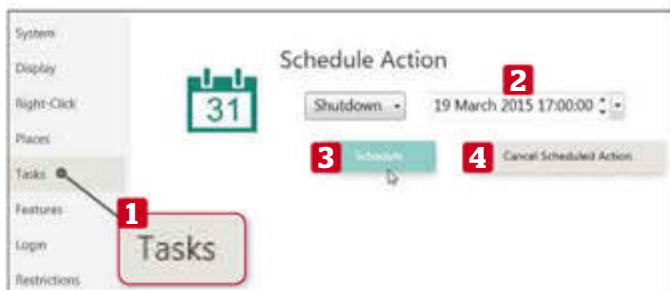 System
Display
Right-Click
Places
Tasks
Features
Login
Restrictions
1
Tasks
31
Schedule Action
2
Shutdown
19 March 2015 17:00:00
3
Schedule
4
Cancel Scheduled Action